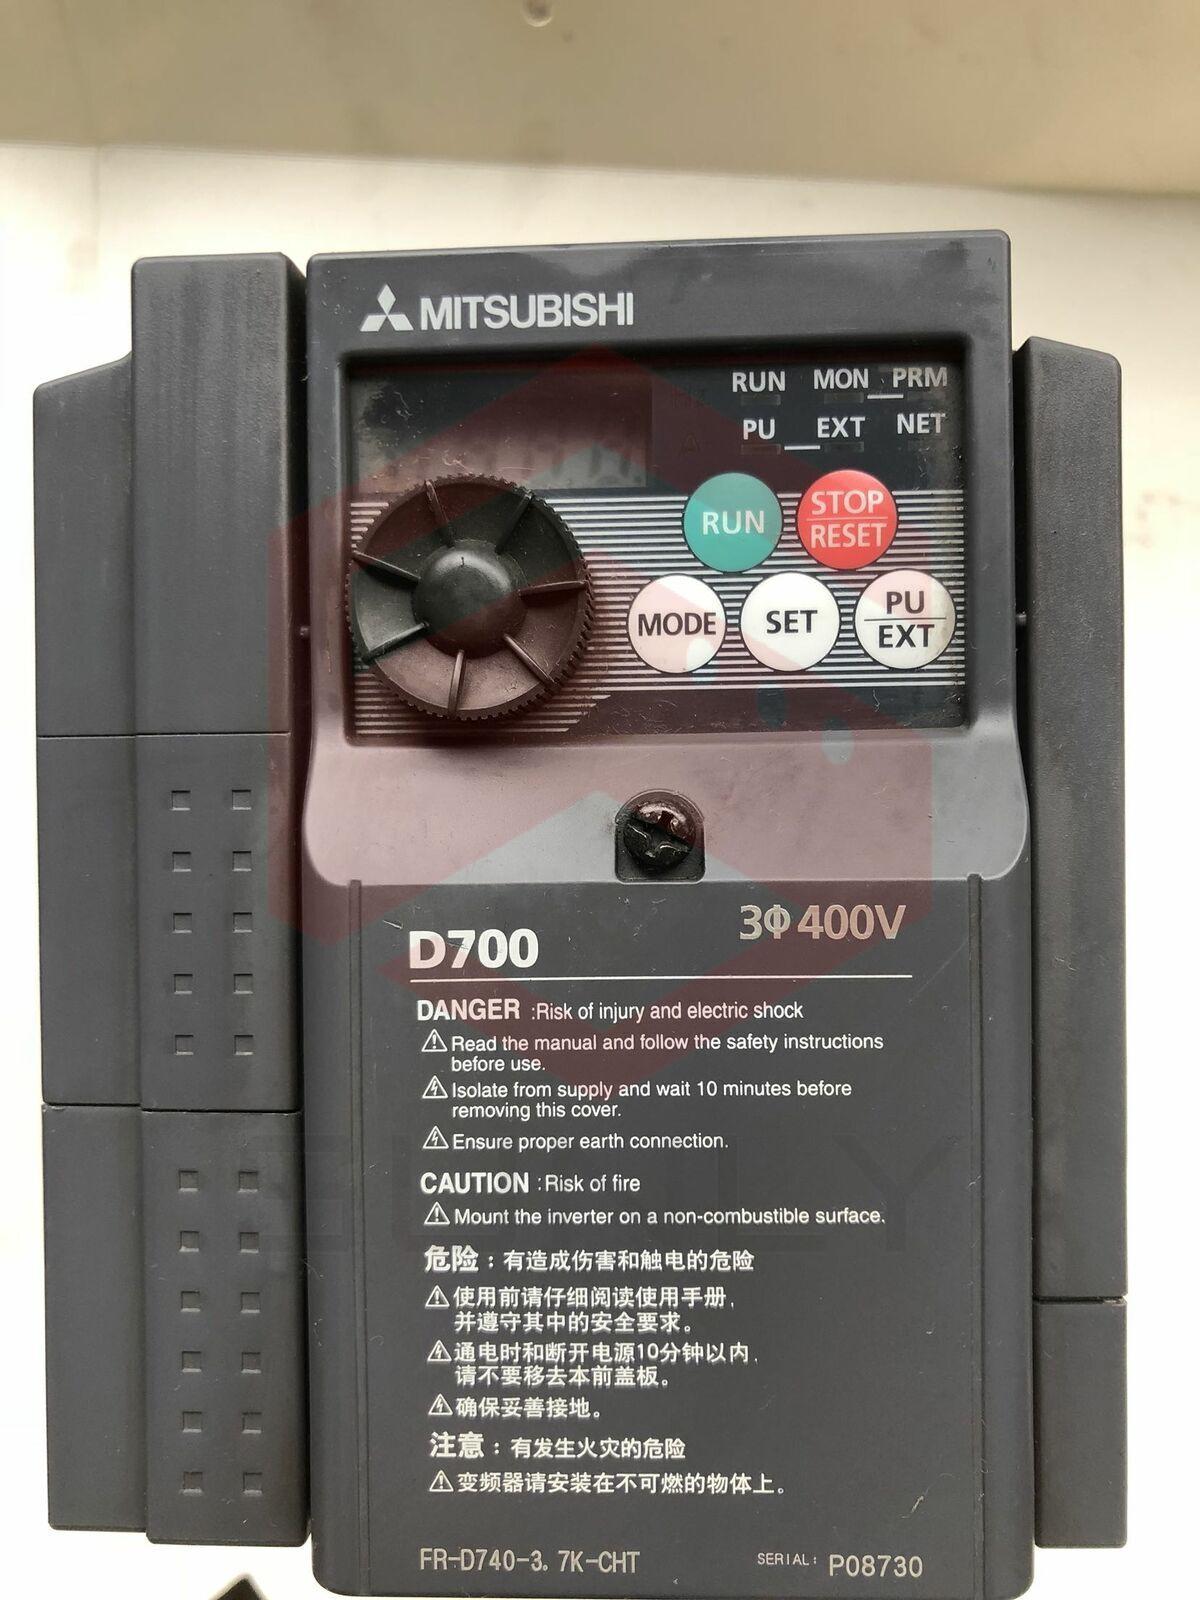 MITSUBISHI
RUN MON PRM
PU EXT NET
RUN
STOP
RESET
MODE
SET
PU
EXT
3Φ 400V
D700
DANGER :Risk of injury and electric shock
Read the manual and follow the safety instructions
before use.
Isolate from supply and wait 10 minutes before
removing this cover.
Ensure proper earth connection.
CAUTION :Risk of fire
Mount the inverter on a non-combustible surface.
危险：有造成伤害和触电的危险
使用前请仔细阅读使用手册，
并遵守其中的安全要求。
通电时和断开电源10分钟以内，
请不要移去本前盖板。
确保妥善接地。
注意：有发生火灾的危险
变频器请安装在不可燃的物体上。
FR-D740-3.7K-CHT SERIAL: P08730